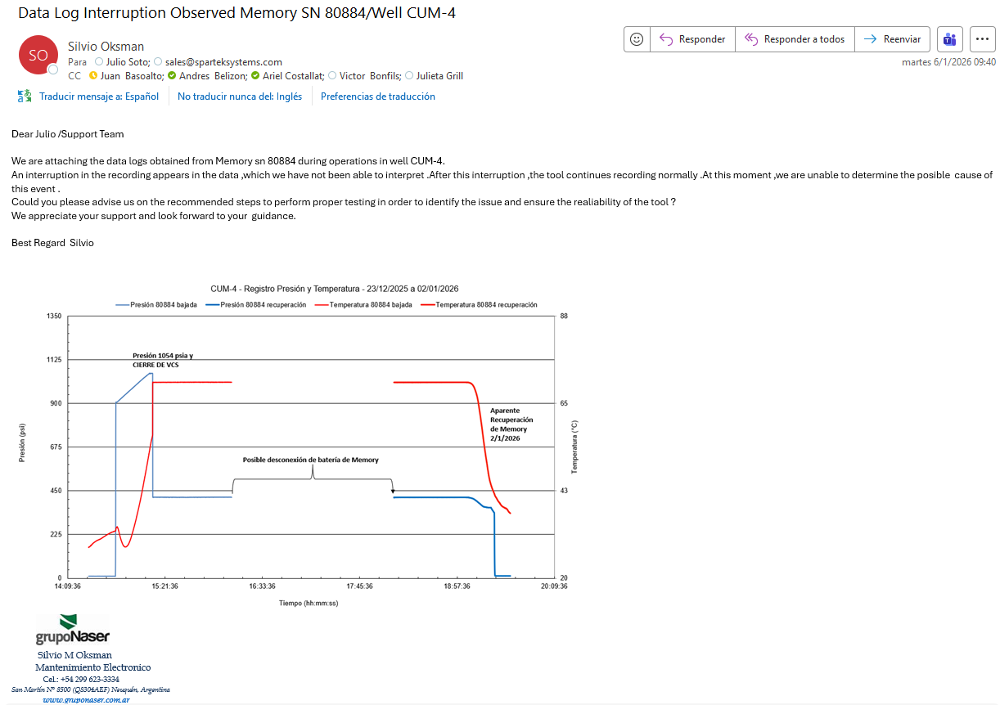 Data Log Interruption Observed Memory SN 80884/Well CUM-4
SO
Silvio Oksman
Para Julio Soto; sales@sparteksystems.com
CC Juan Basoalto; Andres Belizon; Ariel Costallat; Victor Bonfils; Julieta Grill
Responder
Responder a todos
Reenviar
martes 6/1/2026 09:40
Traducir mensaje a: Español
No traducir nunca del: Inglés
Preferencias de traducción
Dear Julio /Support Team
We are attaching the data logs obtained from Memory sn 80884 during operations in well CUM-4.
An interruption in the recording appears in the data ,which we have not been able to interpret .After this interruption ,the tool continues recording normally .At this moment ,we are unable to determine the possible cause of
this event .
Could you please advise us on the recommended steps to perform proper testing in order to identify the issue and ensure the realiability of the tool ?
We appreciate your support and look forward to your guidance.
Best Regard Silvio
CUM-4 - Registro Presión y Temperatura - 23/12/2025 a 02/01/2026
Presión 80884 bajada
Presión 80884 recuperación
Temperatura 80884 bajada
Temperatura 80884 recuperación
1350
1125
900
675
450
225
0
88
65
43
20
Presión (psi)
Temperatura (°C)
Presión 1054 psia y
CIERRE DE VCS
Aparente
Recuperación
de Memory
2/1/2026
Posible desconexión de batería de Memory
14:09:36
15:21:36
16:33:36
17:45:36
18:57:36
20:09:36
Tiempo (hh:mm:ss)
grupoNaser
Silvio M Oksman
Mantenimiento Electronico
Cel.: +54 299 623-3334
San Martín Nº 8500 (Q8304AEF) Neuquén, Argentina
www.gruponaser.com.ar